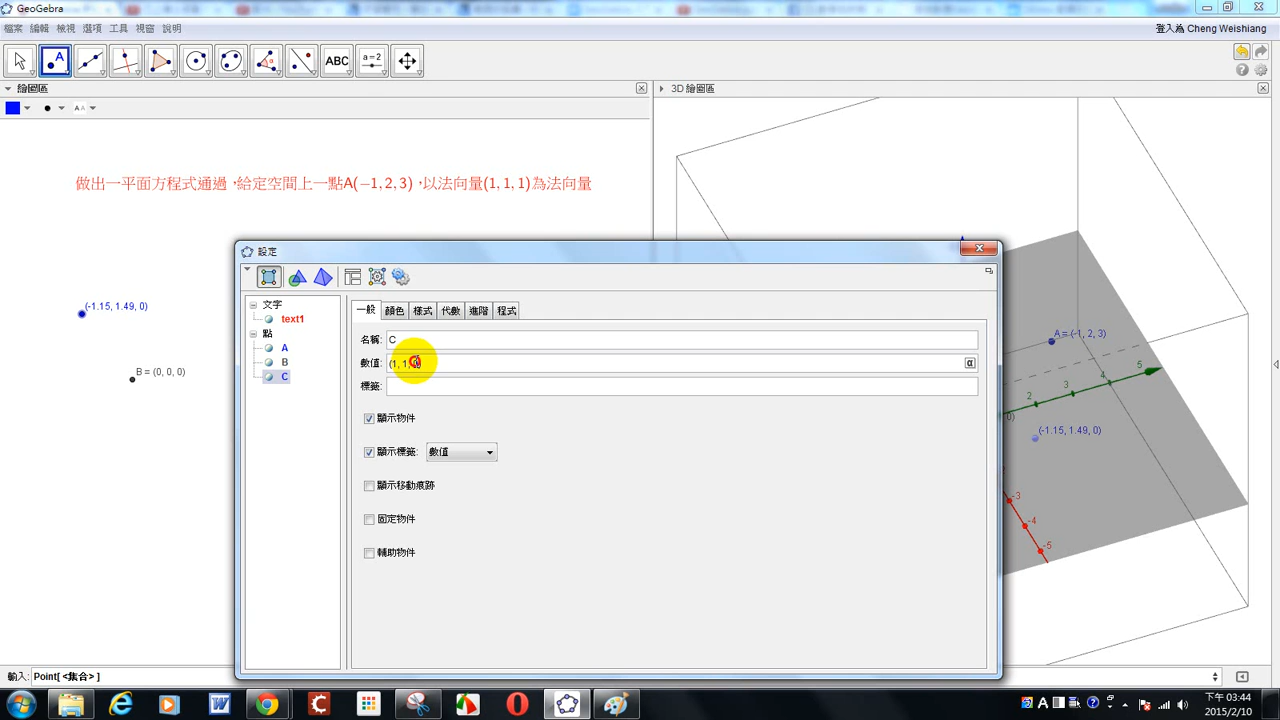 GeoGebra
檔案 編輯 檢視 選項 工具 視窗 說明
登入為 Cheng Weishiang
A ABC a=2
繪圖區
3D 繪圖區
A A
做出一平面方程式通過,給定空間上一點A(−1, 2, 3),以法向量(1, 1, 1)為法向量
(-1.15, 1.49, 0)
B = (0, 0, 0)
設定
文字
text1
點
A
B
C
一般 顏色 樣式 代數 進階 程式
名稱: C
數值: (1, 1,
α
標籤:
顯示物件
顯示標籤: 數值
顯示移動痕跡
固定物件
輔助物件
A = (-1, 2, 3)
5
4
3
2
0)
(-1.15, 1.49, 0)
-3
-4
-5
輸入: Point[ <集合> ]
下午 03:44
2015/2/10